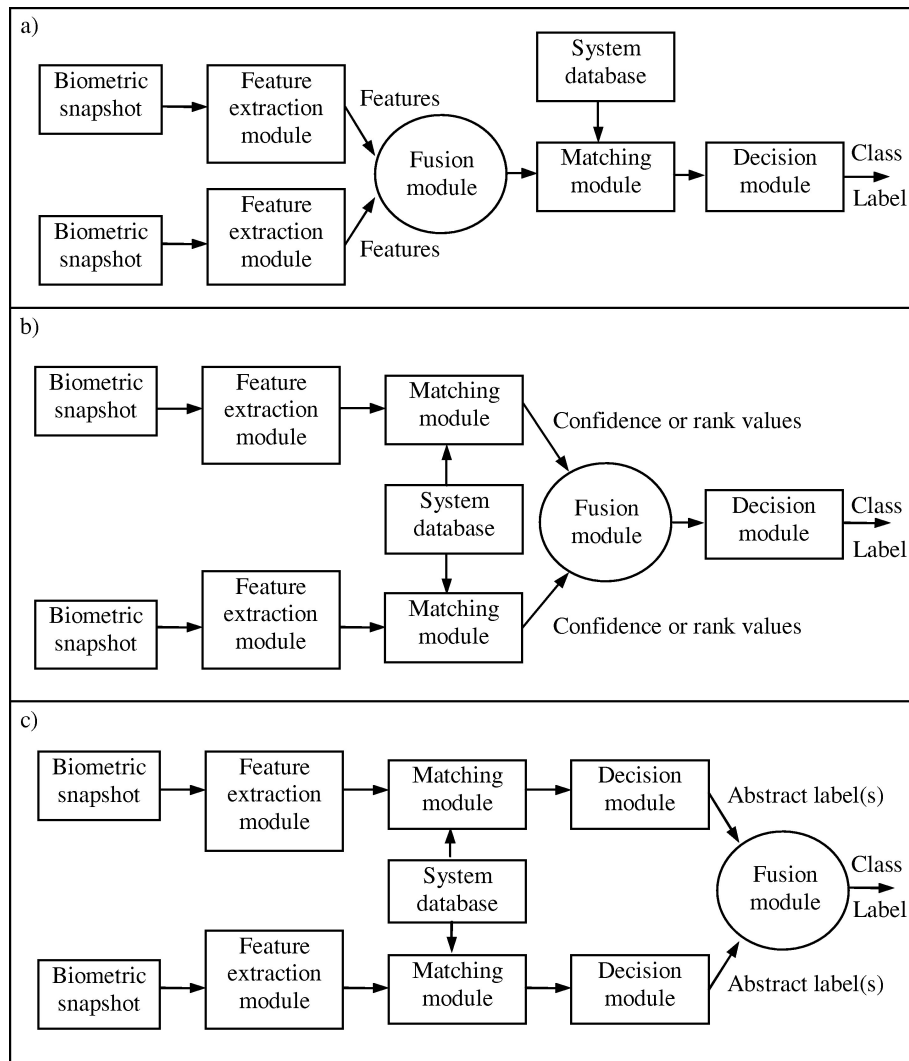 a)
Biometric
snapshot
Feature
extraction
module
Features
Fusion
module
System
database
Matching
module
Decision
module
Class
Label
Biometric
snapshot
Feature
extraction
module
Features
b)
Biometric
snapshot
Feature
extraction
module
Matching
module
Confidence or rank values
System
database
Fusion
module
Decision
module
Class
Label
Biometric
snapshot
Feature
extraction
module
Matching
module
Confidence or rank values
c)
Biometric
snapshot
Feature
extraction
module
Matching
module
Decision
module
Abstract label(s)
System
database
Fusion
module
Class
Label
Biometric
snapshot
Feature
extraction
module
Matching
module
Decision
module
Abstract label(s)